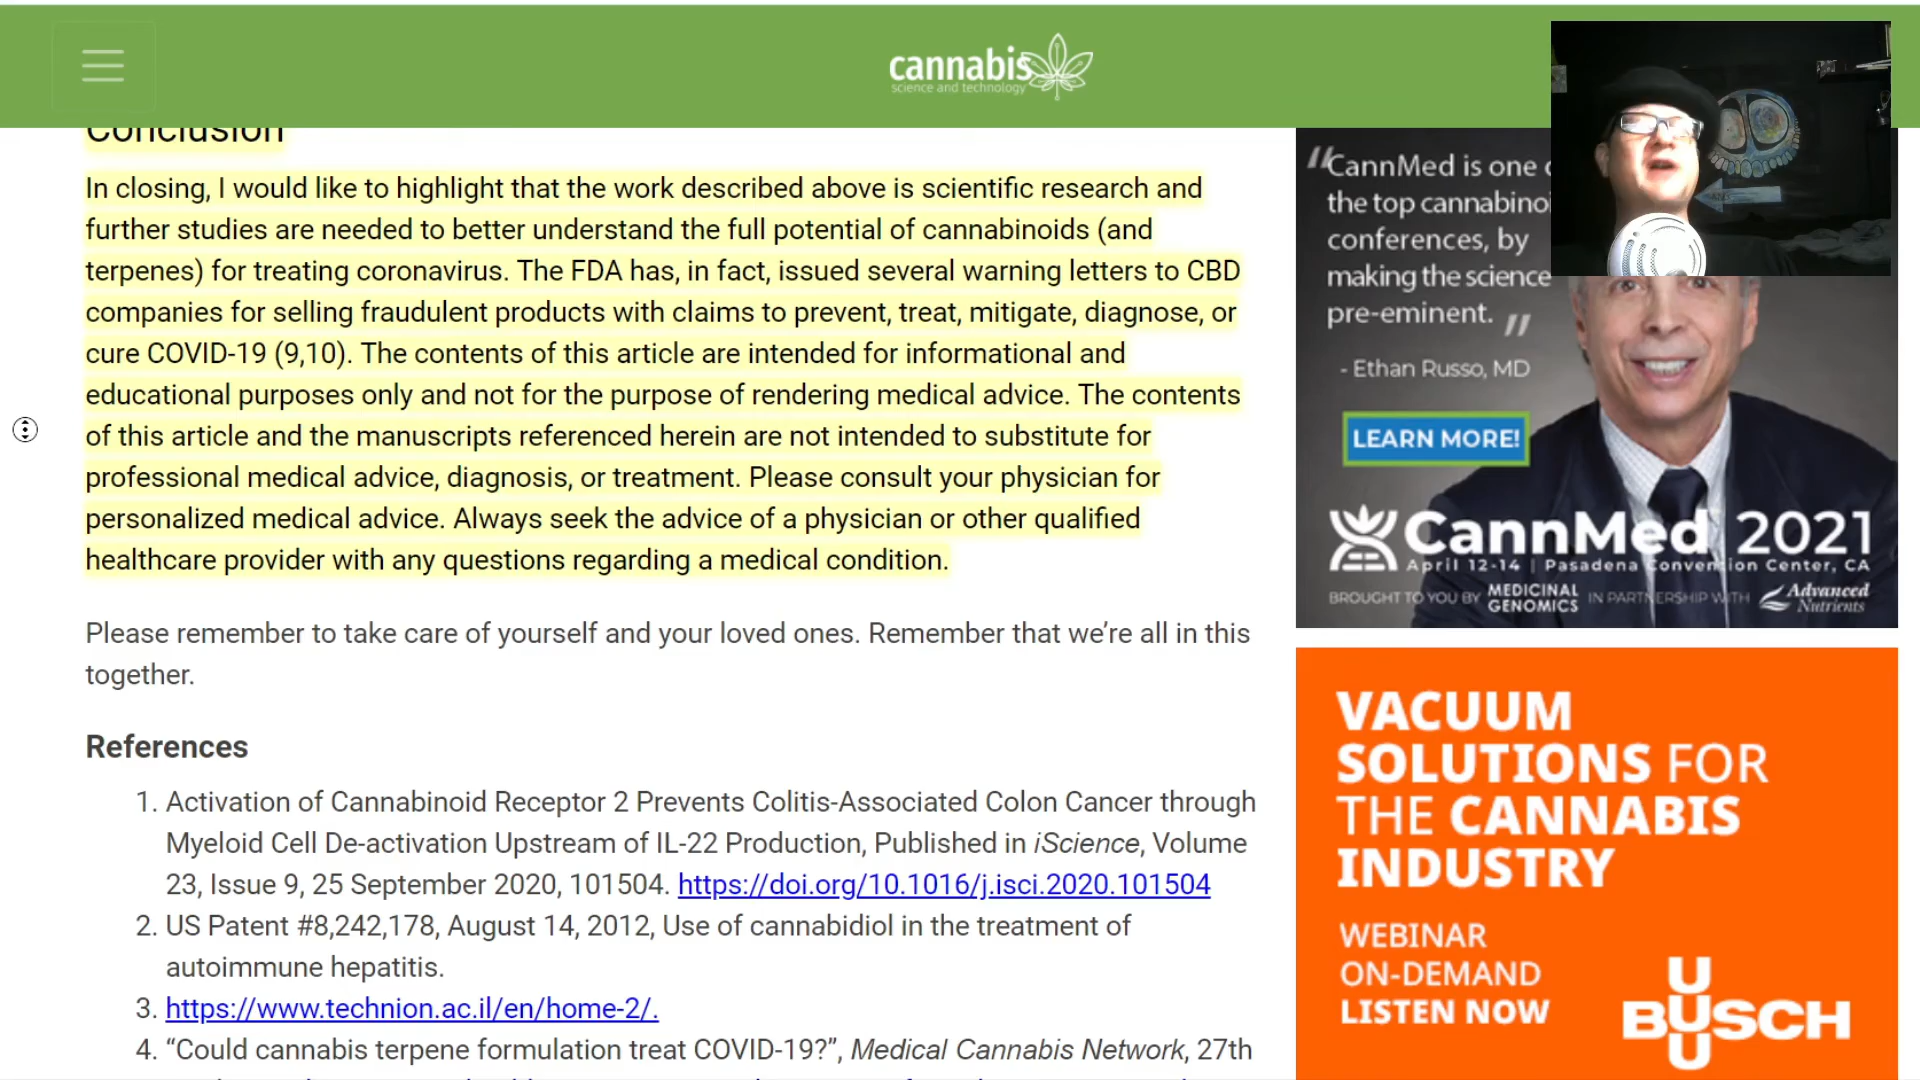 cannabis
science and technology
Conclusion
In closing, I would like to highlight that the work described above is scientific research and
further studies are needed to better understand the full potential of cannabinoids (and
terpenes) for treating coronavirus. The FDA has, in fact, issued several warning letters to CBD
companies for selling fraudulent products with claims to prevent, treat, mitigate, diagnose, or
cure COVID-19 (9,10). The contents of this article are intended for informational and
educational purposes only and not for the purpose of rendering medical advice. The contents
of this article and the manuscripts referenced herein are not intended to substitute for
professional medical advice, diagnosis, or treatment. Please consult your physician for
personalized medical advice. Always seek the advice of a physician or other qualified
healthcare provider with any questions regarding a medical condition.
Please remember to take care of yourself and your loved ones. Remember that we’re all in this
together.
References
1. Activation of Cannabinoid Receptor 2 Prevents Colitis-Associated Colon Cancer through
Myeloid Cell De-activation Upstream of IL-22 Production, Published in iScience, Volume
23, Issue 9, 25 September 2020, 101504. https://doi.org/10.1016/j.isci.2020.101504
2. US Patent #8,242,178, August 14, 2012, Use of cannabidiol in the treatment of
autoimmune hepatitis.
3. https://www.technion.ac.il/en/home-2/.
4. “Could cannabis terpene formulation treat COVID-19?”, Medical Cannabis Network, 27th
“CannMed is one
the top cannabino
conferences, by
making the science
pre-eminent. ”
- Ethan Russo, MD
LEARN MORE!
CannMed 2021
April 12-14 | Pasadena Convention Center, CA
BROUGHT TO YOU BY MEDICINAL GENOMICS IN PARTNERSHIP WITH Advanced Nutrients
VACUUM
SOLUTIONS FOR
THE CANNABIS
INDUSTRY
WEBINAR
ON-DEMAND
LISTEN NOW
BUSCH